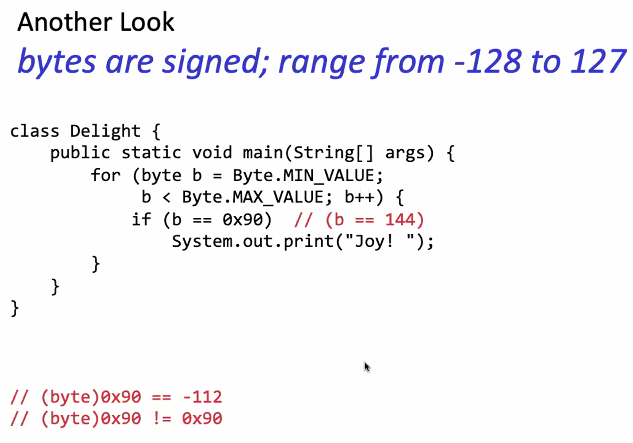 Another Look
bytes are signed; range from -128 to 127
class Delight {
    public static void main(String[] args) {
        for (byte b = Byte.MIN_VALUE;
             b < Byte.MAX_VALUE; b++) {
            if (b == 0x90)  // (b == 144)
                System.out.print("Joy! ");
        }
    }
}
// (byte)0x90 == -112
// (byte)0x90 != 0x90